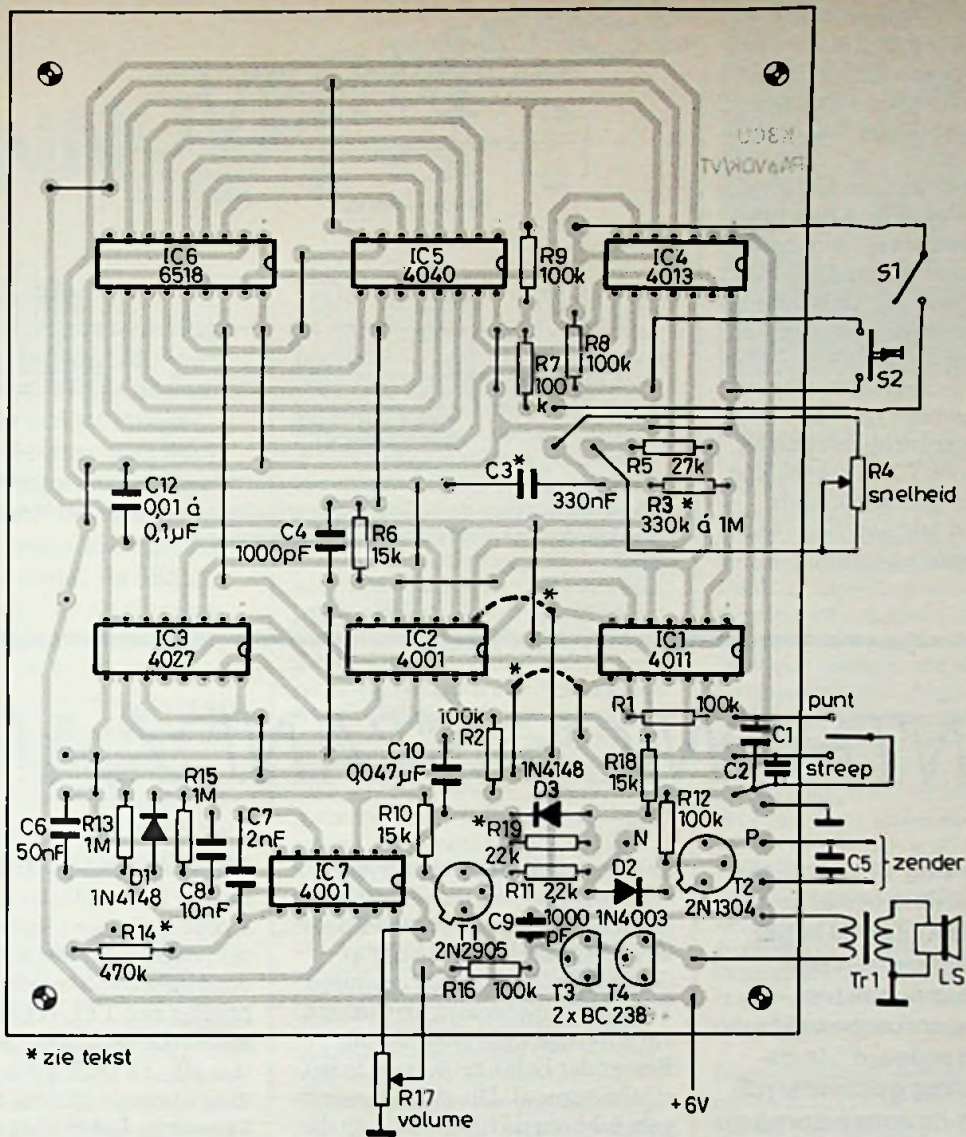 K3CU
PAøVDK/VT
IC6
6518
IC5
4040
R9
100k
IC4
4013
S1
R8
100k
R7
100
k
S2
C3*
330nF
R5 27k
R3 *
330k á 1M
R4
snelheid
C12
0,01 á
0,1µF
C4
1000pF
R6
15k
*
IC3
4027
IC2
4001
IC1
4011
*
R1 100k
punt
C1
100k
R2
C10
0,047µF
1N4148
D3
R18
15k
C2
streep
R15
1M
C6
50nF
R13
1M
D1
1N4148
C7
2nF
C8
10nF
R10
15k
*
R19
22k
R12
100k
N
P
C5
zender
IC7
4001
R11 2,2k
D2
1N4003
T2
2N1304
R14*
470k
T1
2N2905
C9
1000
pF
R16 100k
T3 T4
2 x BC 238
Tr1
LS
* zie tekst
R17
volume
+6V